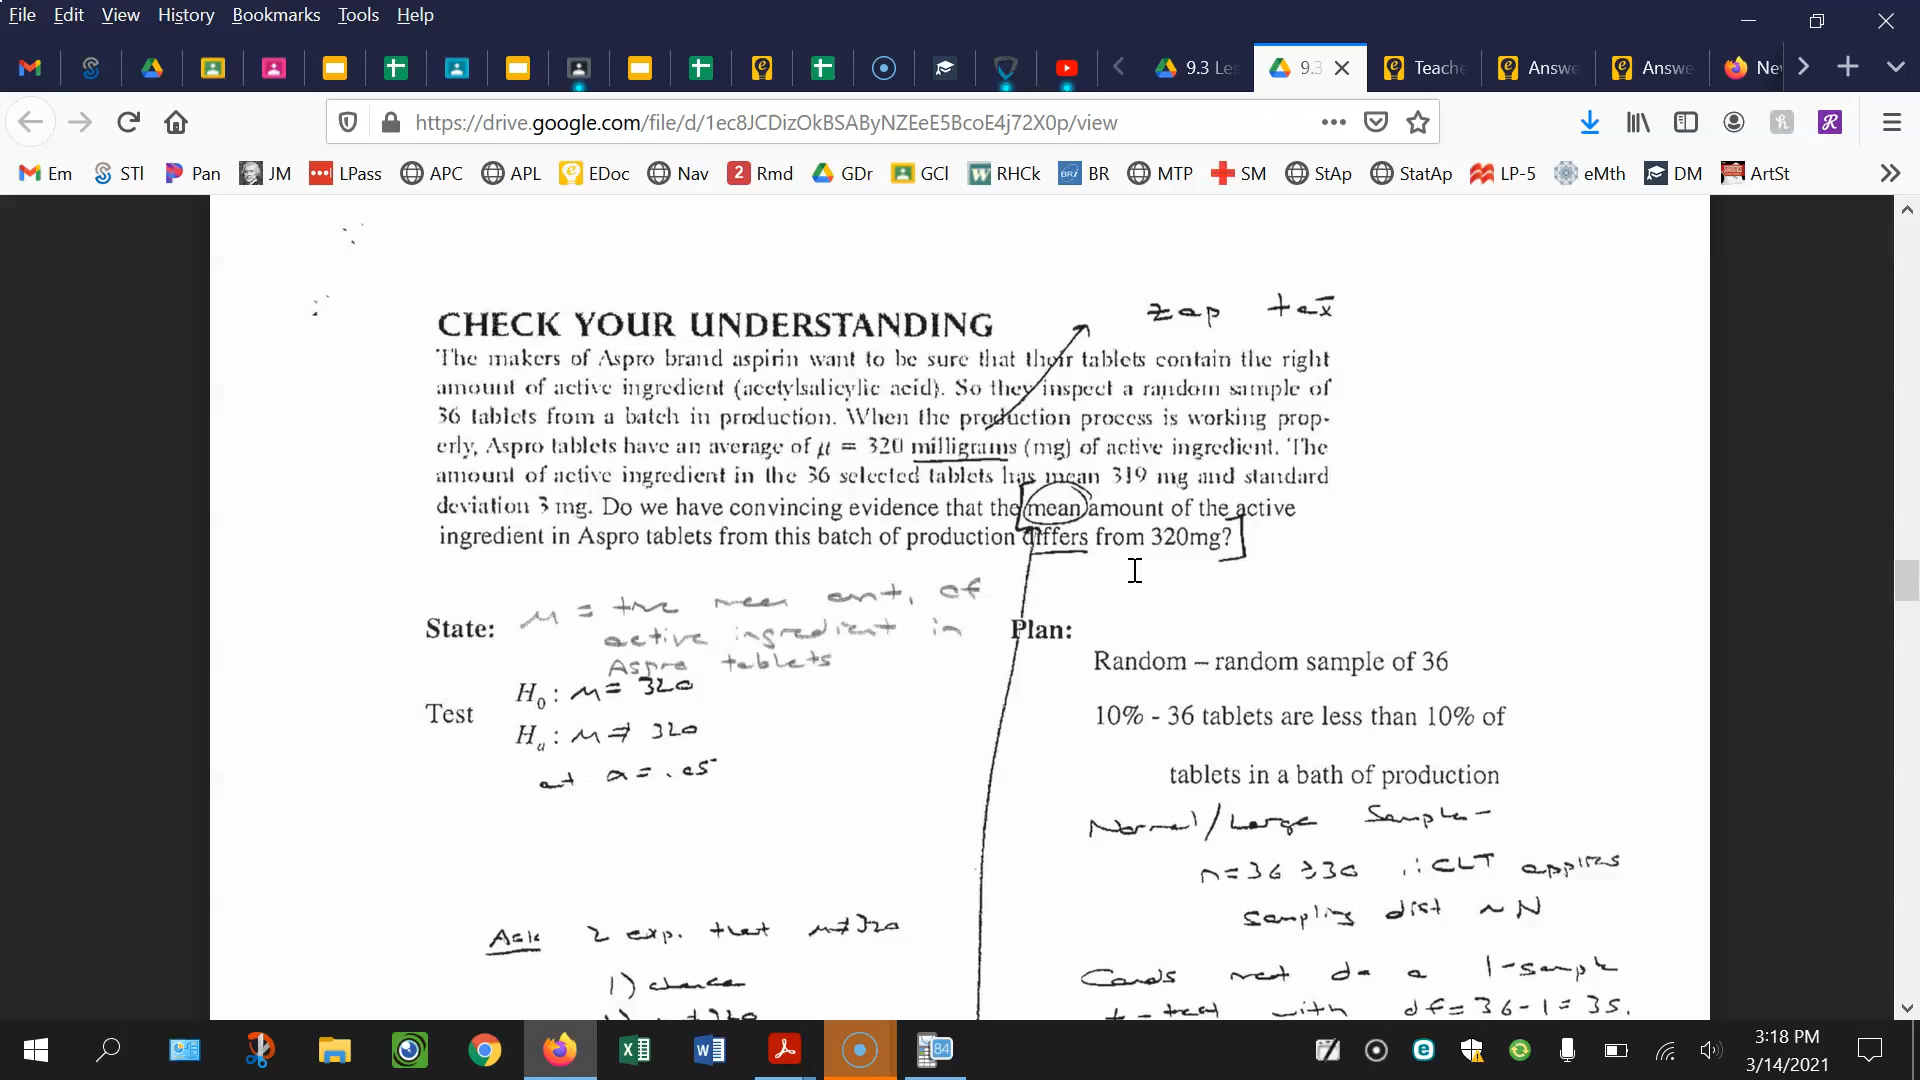 File Edit View History Bookmarks Tools Help
9.3 Les 9.3 Teache Answe Answe Ne
https://drive.google.com/file/d/1ec8JCDizOkBSAByNZEeE5BcoE4j72X0p/view
Em STl Pan JM LPass APC APL EDoc Nav 2 Rmd GDr GCl RHCk BR MTP SM StAp StatAp LP-5 eMth DM ArtSt
zap tax̄
CHECK YOUR UNDERSTANDING
The makers of Aspro brand aspirin want to be sure that their tablets contain the right
amount of active ingredient (acetylsalicylic acid). So they inspect a random sample of
36 tablets from a batch in production. When the production process is working prop-
erly, Aspro tablets have an average of μ = 320 milligrams (mg) of active ingredient. The
amount of active ingredient in the 36 selected tablets has mean 319 mg and standard
deviation 3 mg. Do we have convincing evidence that the mean amount of the active
ingredient in Aspro tablets from this batch of production differs from 320mg?
State: μ = the mean amt. of
active ingredient in
Aspro tablets
Test H₀: μ = 320
Hₐ: μ ≠ 320
at α = .05
Ask 2 exp. that μ≠320
1) chance
2) μ≠320
Plan:
Random – random sample of 36
10% - 36 tablets are less than 10% of
tablets in a bath of production
Normal/Large Sample-
n=36 ≥30 ∴CLT applies
sampling dist ~N
Conds met do a 1-sample
t-test with df=36-1=35.
84
3:18 PM
3/14/2021